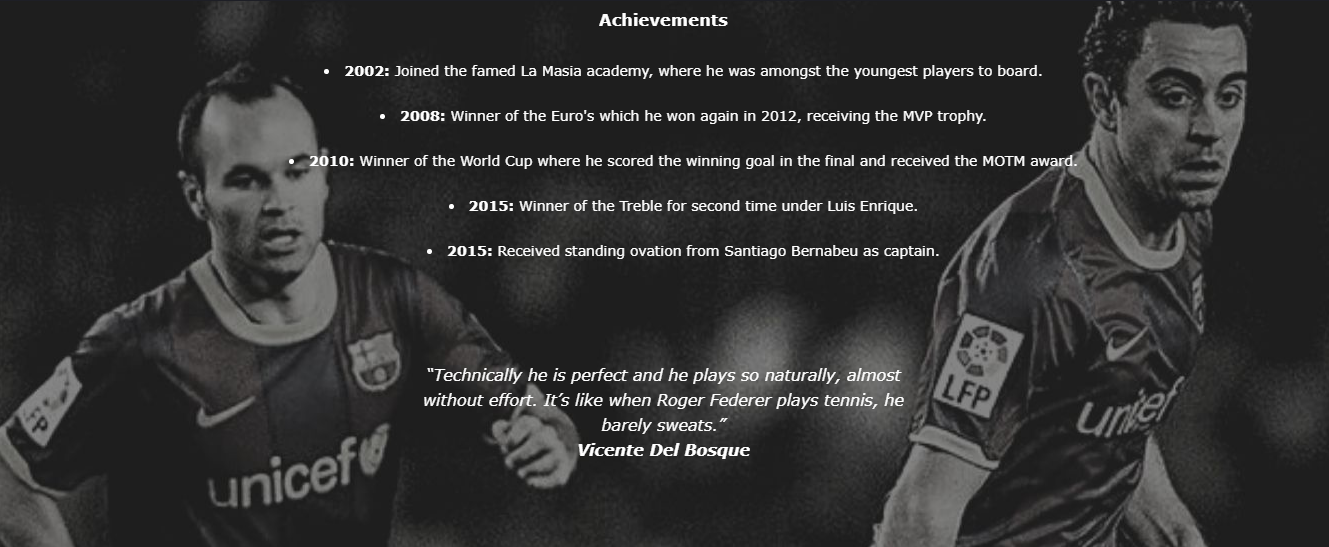 Achievements
• 2002: Joined the famed La Masia academy, where he was amongst the youngest players to board.
• 2008: Winner of the Euro's which he won again in 2012, receiving the MVP trophy.
• 2010: Winner of the World Cup where he scored the winning goal in the final and received the MOTM award.
• 2015: Winner of the Treble for second time under Luis Enrique.
• 2015: Received standing ovation from Santiago Bernabeu as captain.
“Technically he is perfect and he plays so naturally, almost
without effort. It’s like when Roger Federer plays tennis, he
barely sweats.”
Vicente Del Bosque
LFP
unicef
LFP
unicef